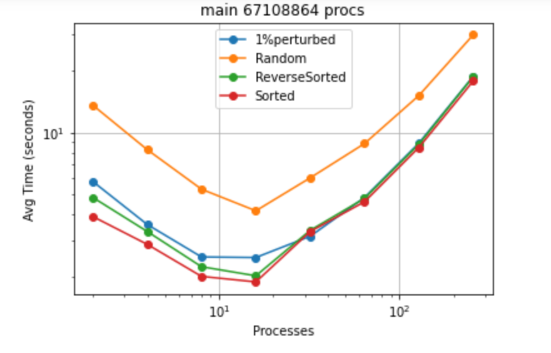 main 67108864 procs
1%perturbed
Random
ReverseSorted
Sorted
Avg Time (seconds)
10¹
10¹
10²
Processes